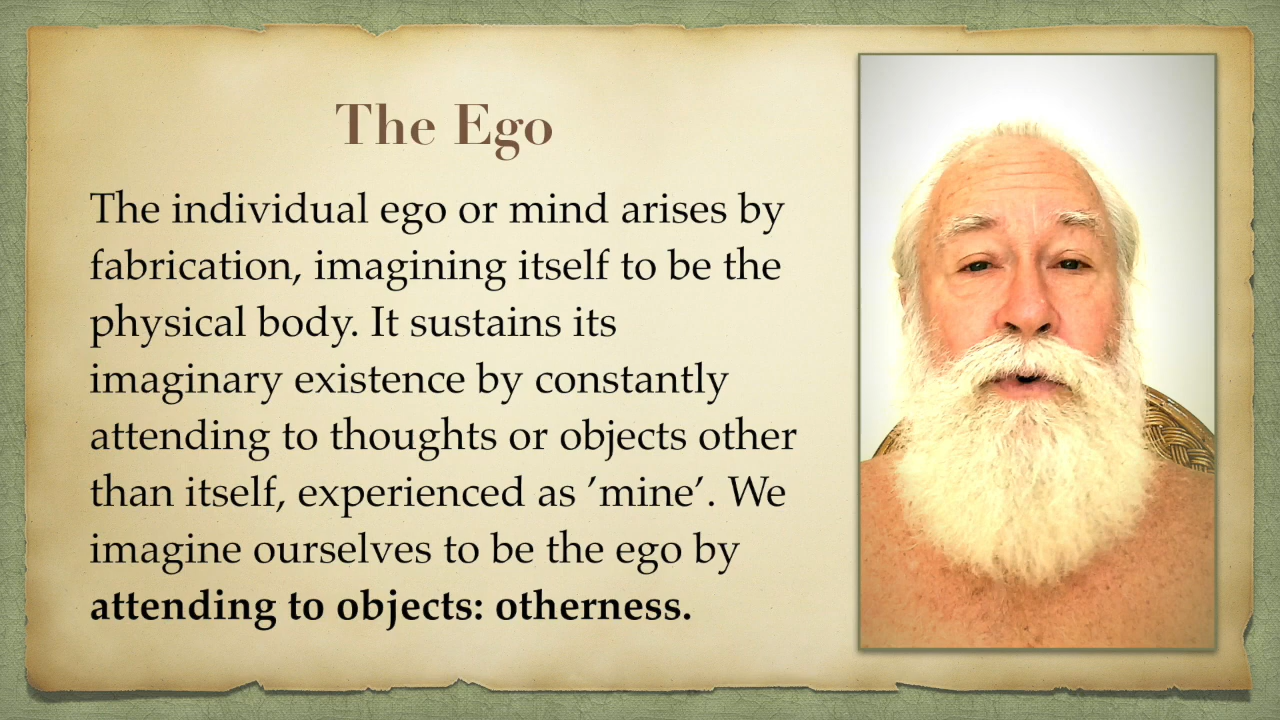 The Ego
The individual ego or mind arises by
fabrication, imagining itself to be the
physical body. It sustains its
imaginary existence by constantly
attending to thoughts or objects other
than itself, experienced as ’mine’. We
imagine ourselves to be the ego by
attending to objects: otherness.